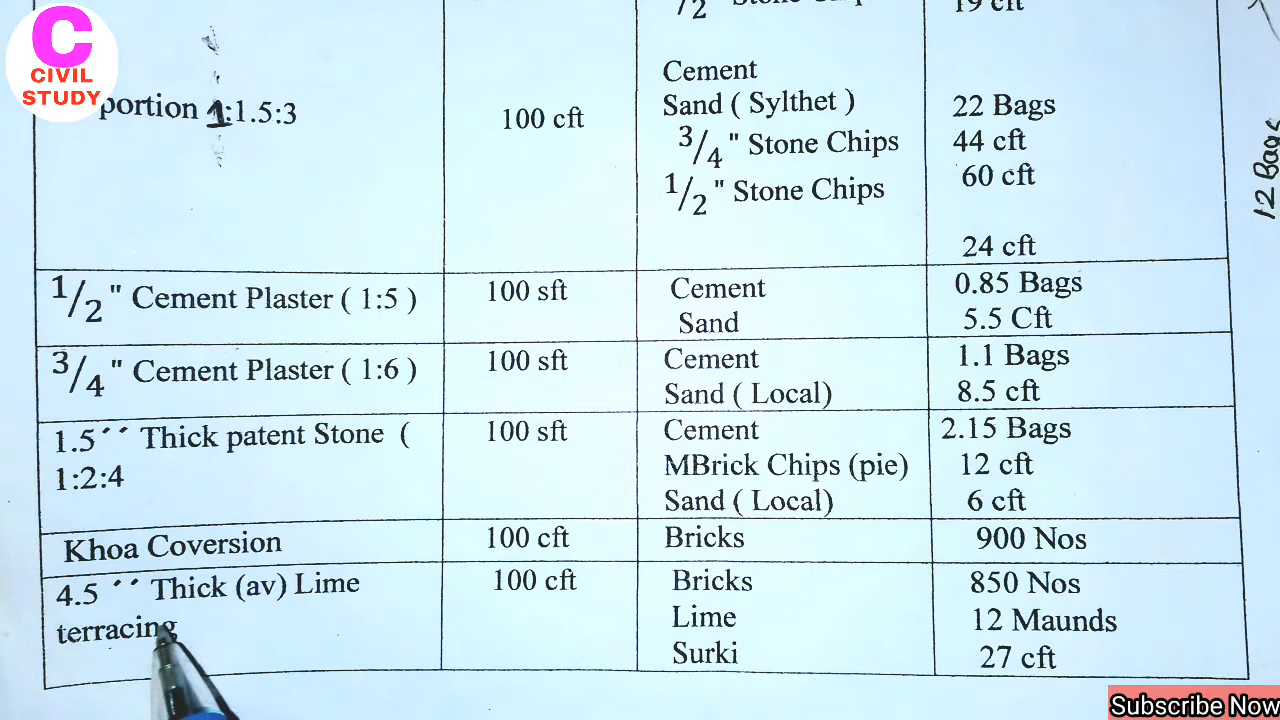 C
CIVIL
STUDY
1/2 " Stone Chips 19 cft
portion 1:1.5:3 100 cft
Cement
Sand ( Sylthet ) 22 Bags
3/4 " Stone Chips 44 cft
1/2 " Stone Chips 60 cft
24 cft
12 Bags
1/2 " Cement Plaster ( 1:5 ) 100 sft Cement 0.85 Bags
Sand 5.5 Cft
3/4 " Cement Plaster ( 1:6 ) 100 sft Cement 1.1 Bags
Sand ( Local) 8.5 cft
1.5´´ Thick patent Stone ( 100 sft Cement 2.15 Bags
1:2:4 MBrick Chips (pie) 12 cft
Sand ( Local) 6 cft
Khoa Coversion 100 cft Bricks 900 Nos
4.5 ´´ Thick (av) Lime 100 cft Bricks 850 Nos
terracing Lime 12 Maunds
Surki 27 cft
Subscribe Now